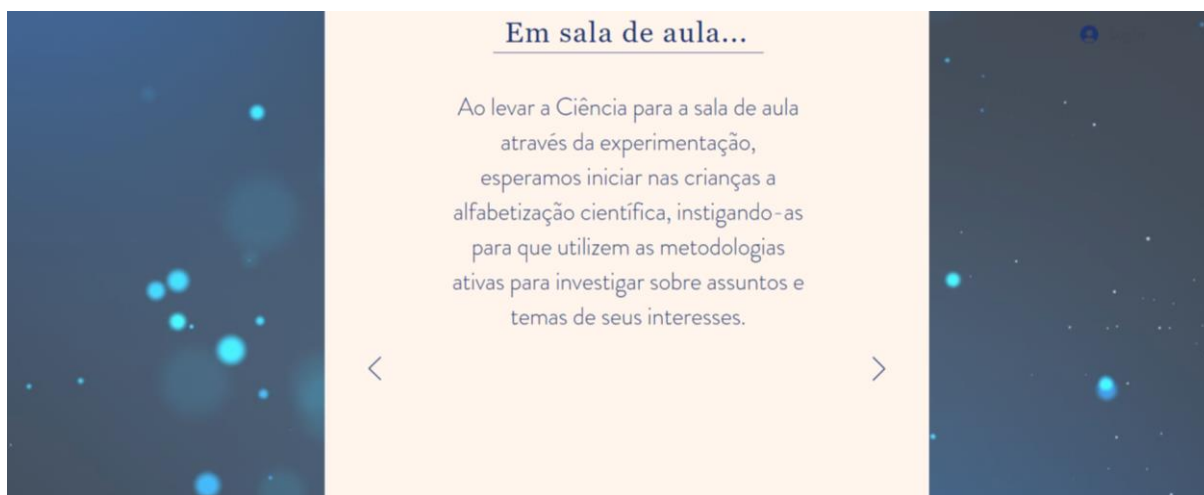 Em sala de aula...
Ao levar a Ciência para a sala de aula
através da experimentação,
esperamos iniciar nas crianças a
alfabetização científica, instigando-as
para que utilizem as metodologias
ativas para investigar sobre assuntos e
temas de seus interesses.